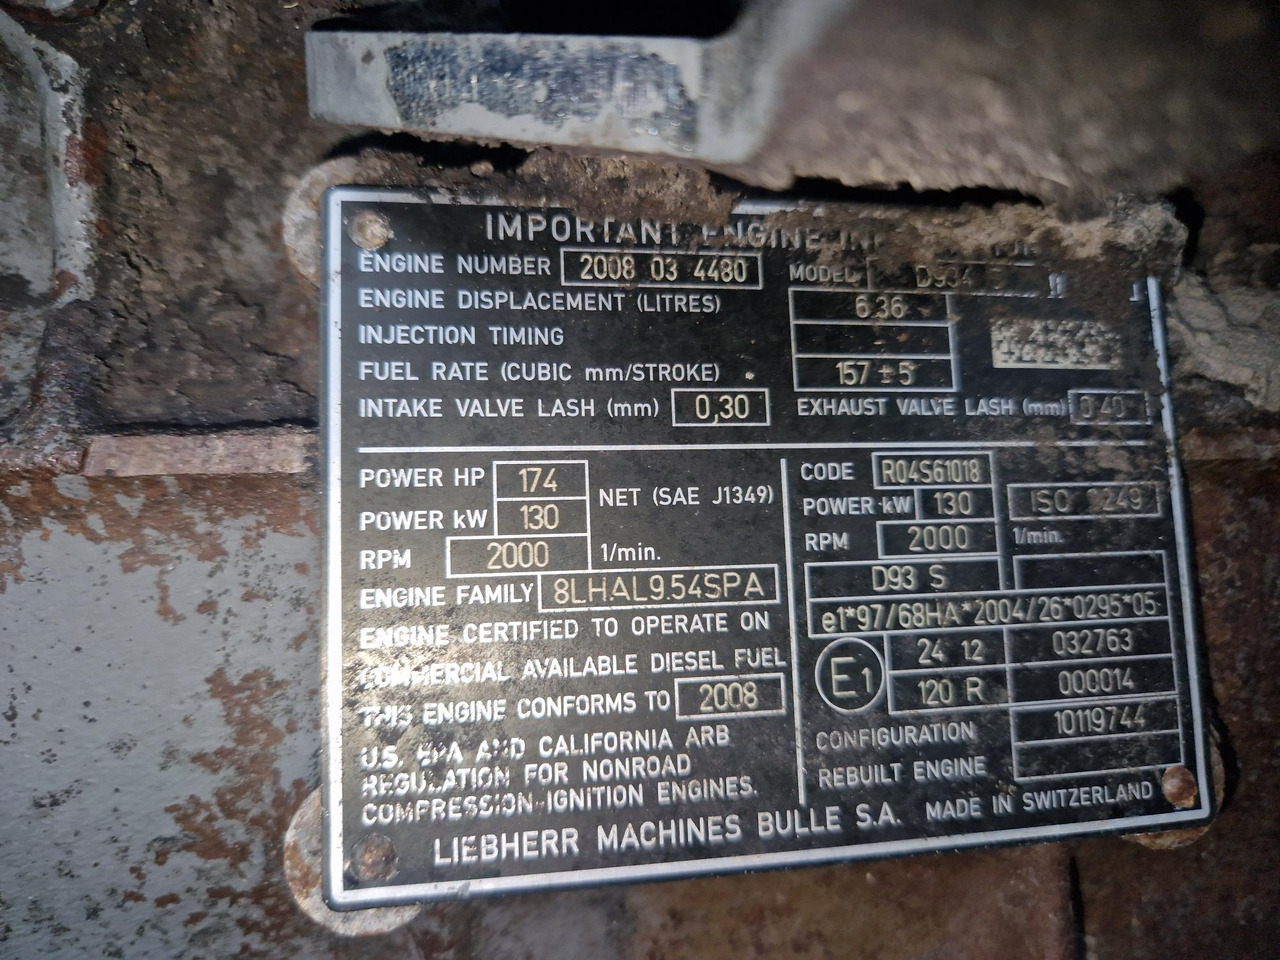 IMPORTANT ENGINE
ENGINE NUMBER 2008 03 4480 MODEL D934
ENGINE DISPLACEMENT (LITRES) 6.36
INJECTION TIMING
FUEL RATE (CUBIC mm/STROKE) 157 ±5
INTAKE VALVE LASH (mm) 0,30 EXHAUST VALVE LASH (mm) 0,40
POWER HP 174 NET (SAE J1349)
POWER kW 130
RPM 2000 1/min.
ENGINE FAMILY 8LHAL9.54SPA
ENGINE CERTIFIED TO OPERATE ON
COMMERCIAL AVAILABLE DIESEL FUEL
THIS ENGINE CONFORMS TO 2008
U.S. EPA AND CALIFORNIA ARB
REGULATION FOR NONROAD
COMPRESSION-IGNITION ENGINES.
CODE R04S61018
POWER kW 130 ISO
RPM 2000 1/min.
D93 S
e1*97/68HA*2004/26*0295*05
E1 24 12 032763
120 R 000014
CONFIGURATION 10119744
REBUILT ENGINE
LIEBHERR MACHINES BULLE S.A. MADE IN SWITZERLAND